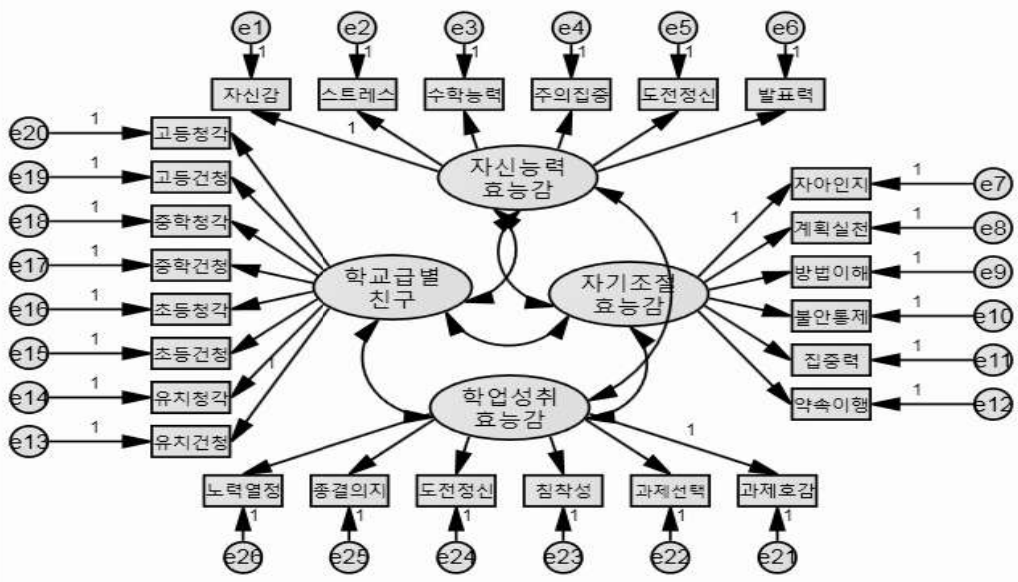 e1 e2 e3 e4 e5 e6
1 1 1 1 1 1
자신감 스트레스 수학능력 주의집중 도전정신 발표력
1
자신능력
효능감
e20 1 고등청각
e19 1 고등건청
e18 1 중학청각
e17 1 중학건청
e16 1 초등청각
e15 1 초등건청
e14 1 유치청각
e13 1 유치건청
1
학교급별
친구
자기조절
효능감
1
자아인지 1 e7
계획실천 1 e8
방법이해 1 e9
불안통제 1 e10
집중력 1 e11
약속이행 1 e12
학업성취
효능감
1
노력열정 종결의지 도전정신 침착성 과제선택 과제호감
1 1 1 1 1 1
e26 e25 e24 e23 e22 e21